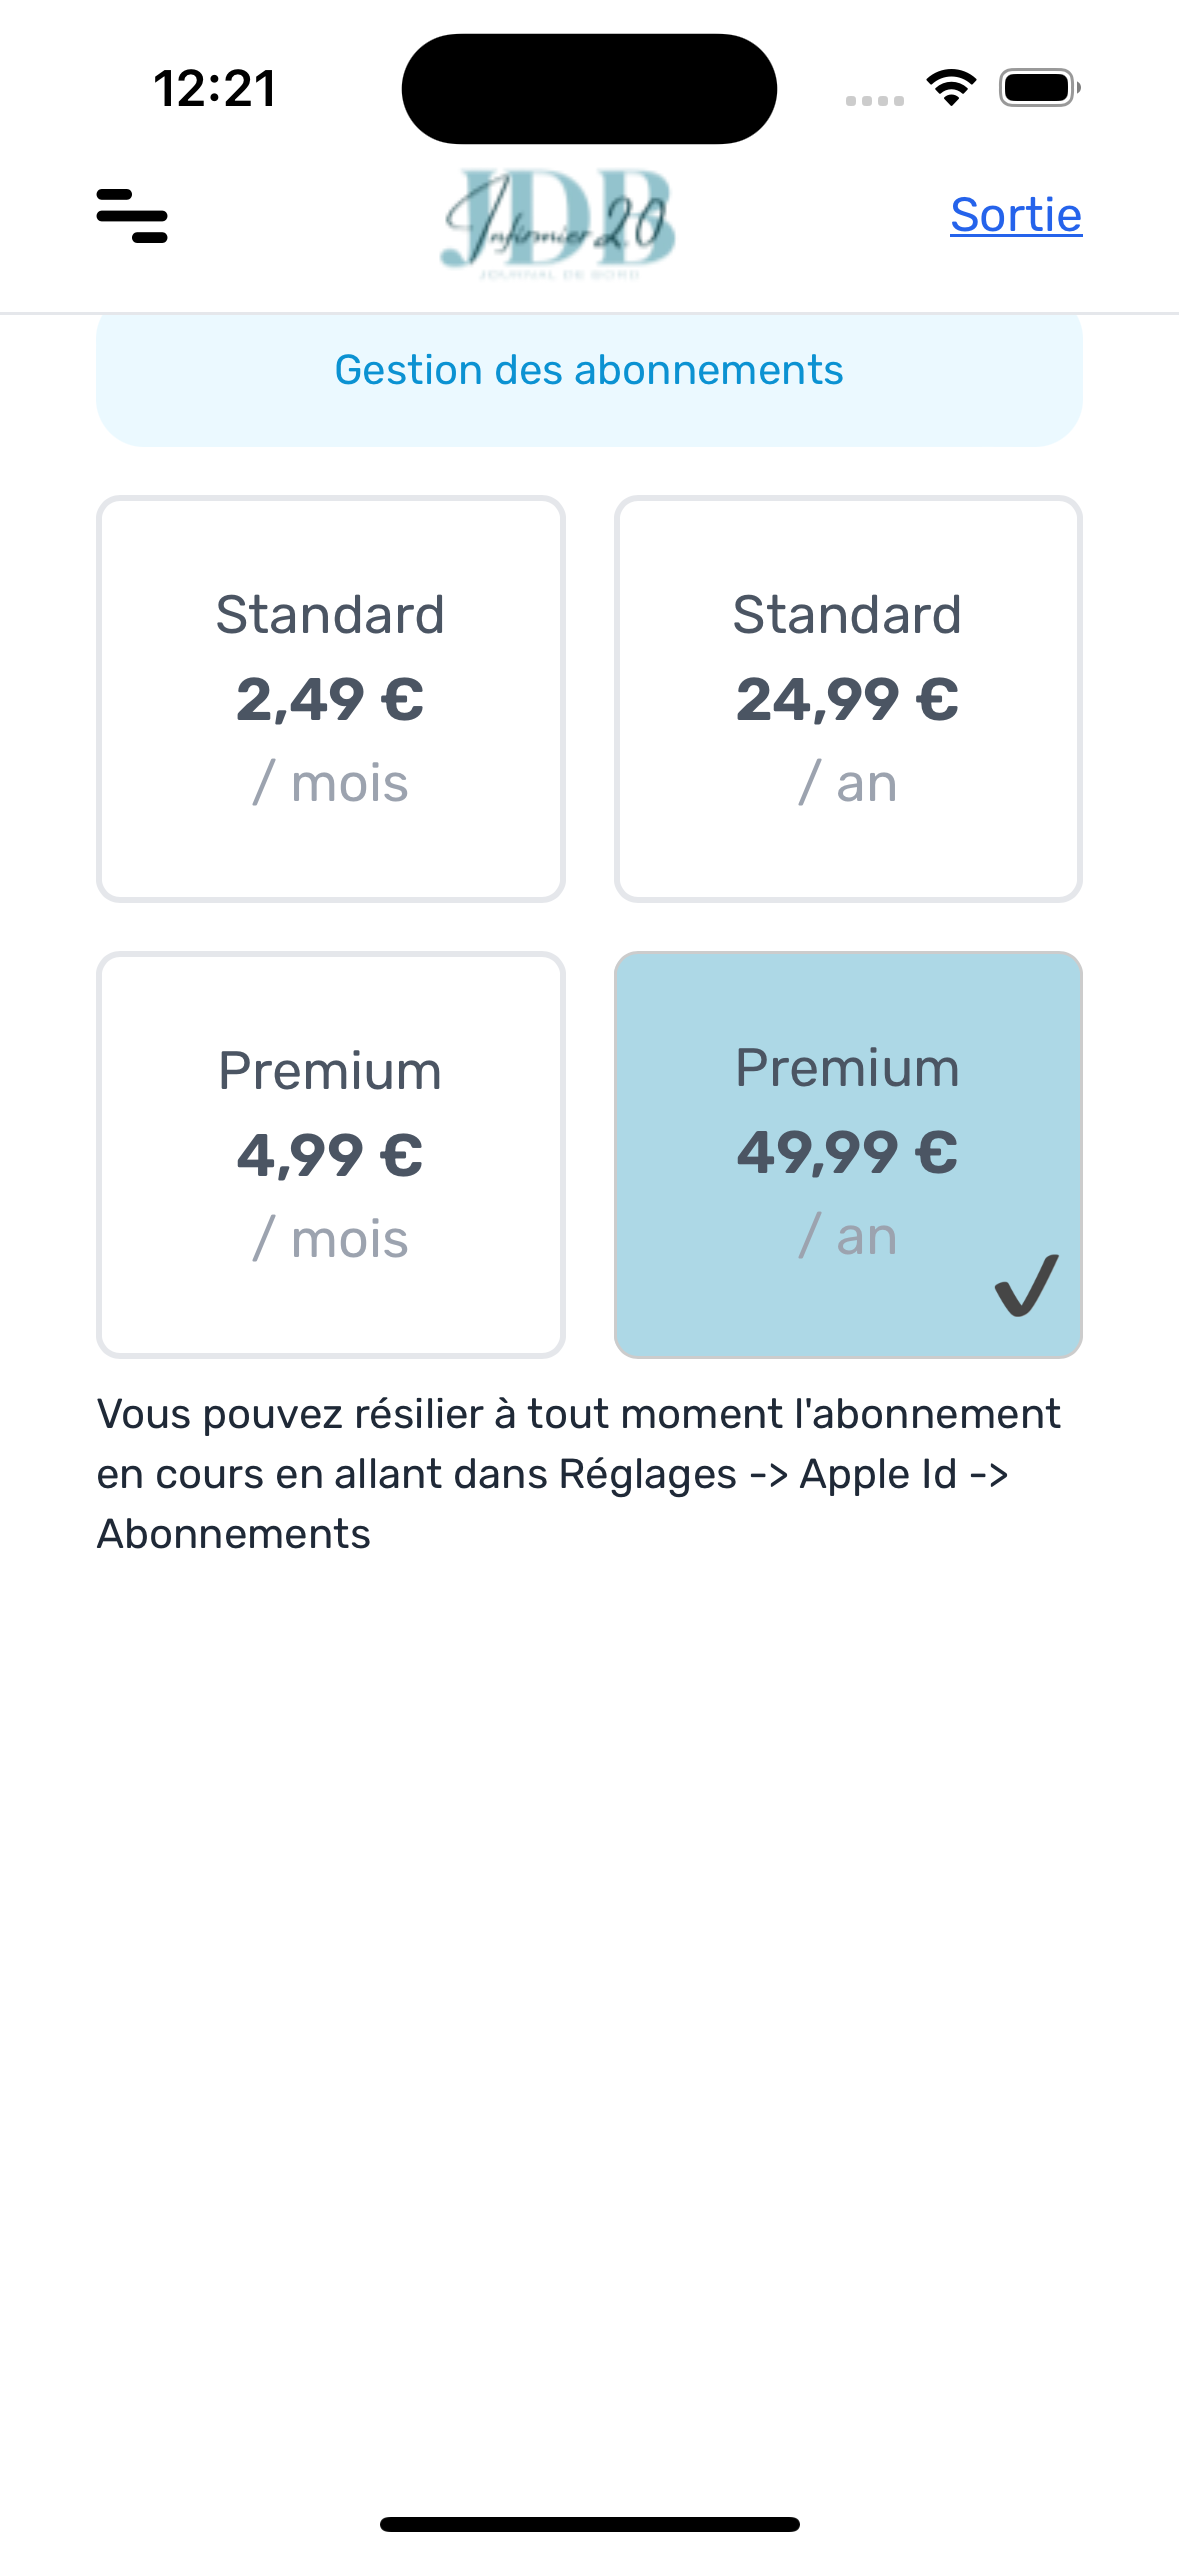 12:21
JDB
Infirmier 2.0
JOURNAL DE BORD
Sortie
Gestion des abonnements
Standard
2,49 €
/ mois
Standard
24,99 €
/ an
Premium
4,99 €
/ mois
Premium
49,99 €
/ an
Vous pouvez résilier à tout moment l'abonnement
en cours en allant dans Réglages -> Apple Id ->
Abonnements